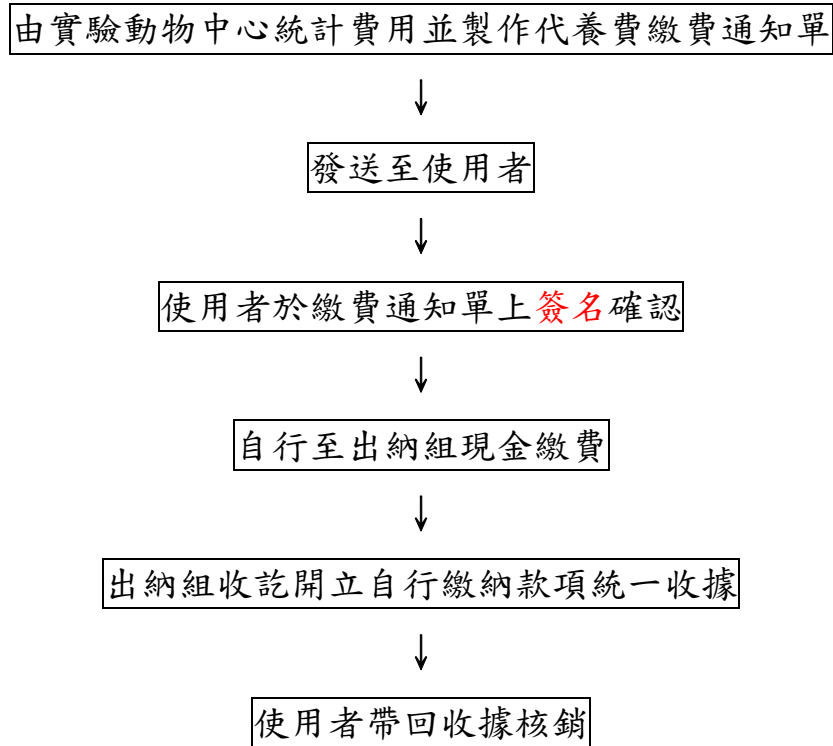 由實驗動物中心統計費用並製作代養費繳費通知單
↓
發送至使用者
↓
使用者於繳費通知單上簽名確認
↓
自行至出納組現金繳費
↓
出納組收訖開立自行繳納款項統一收據
↓
使用者帶回收據核銷